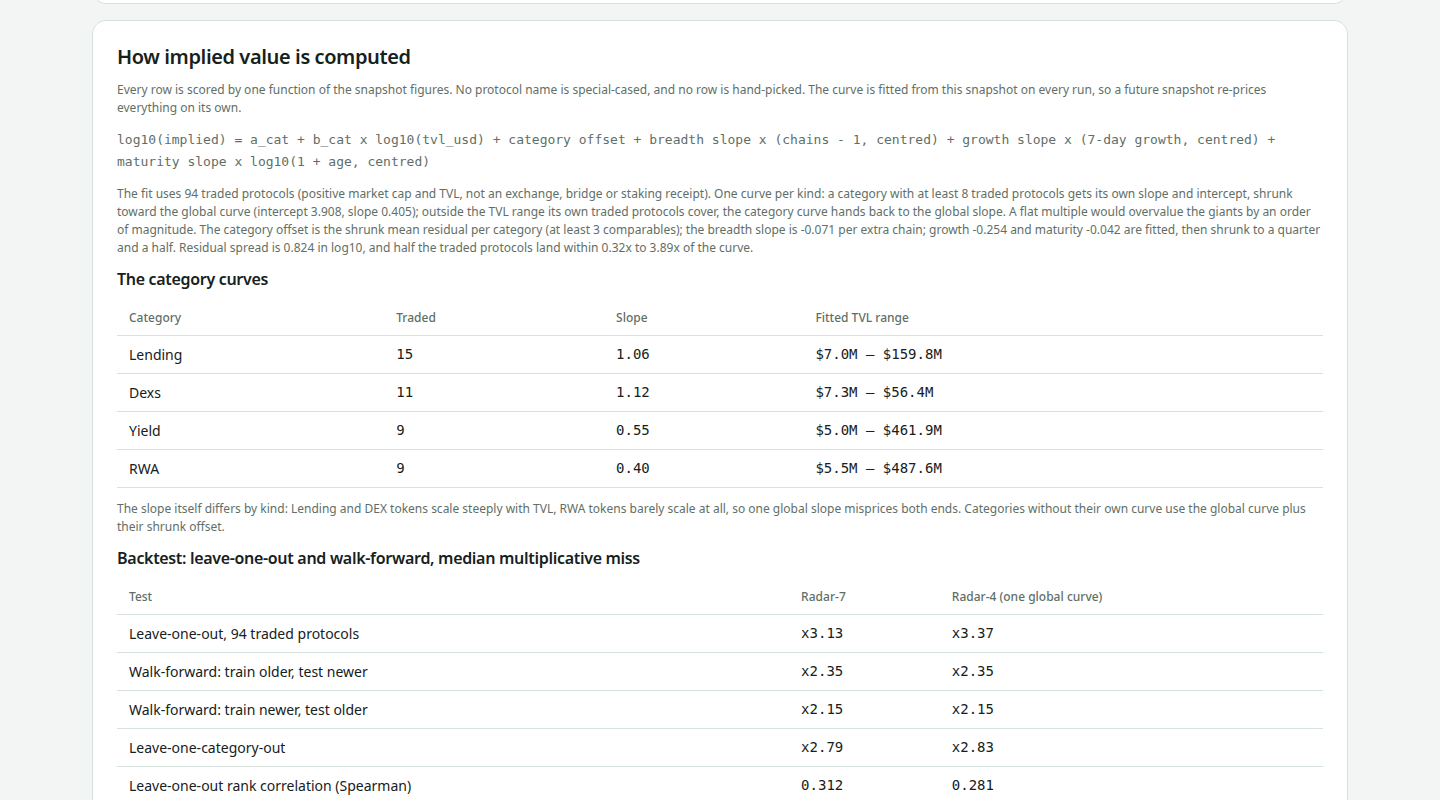 How implied value is computed
Every row is scored by one function of the snapshot figures. No protocol name is special-cased, and no row is hand-picked. The curve is fitted from this snapshot on every run, so a future snapshot re-prices
everything on its own.
log10(implied) = a_cat + b_cat x log10(tvl_usd) + category offset + breadth slope x (chains - 1, centred) + growth slope x (7-day growth, centred) +
maturity slope x log10(1 + age, centred)
The fit uses 94 traded protocols (positive market cap and TVL, not an exchange, bridge or staking receipt). One curve per kind: a category with at least 8 traded protocols gets its own slope and intercept, shrunk
toward the global curve (intercept 3.908, slope 0.405); outside the TVL range its own traded protocols cover, the category curve hands back to the global slope. A flat multiple would overvalue the giants by an order
of magnitude. The category offset is the shrunk mean residual per category (at least 3 comparables); the breadth slope is -0.071 per extra chain; growth -0.254 and maturity -0.042 are fitted, then shrunk to a quarter
and a half. Residual spread is 0.824 in log10, and half the traded protocols land within 0.32x to 3.89x of the curve.
The category curves
Category Traded Slope Fitted TVL range
Lending 15 1.06 $7.0M — $159.8M
Dexs 11 1.12 $7.3M — $56.4M
Yield 9 0.55 $5.0M — $461.9M
RWA 9 0.40 $5.5M — $487.6M
The slope itself differs by kind: Lending and DEX tokens scale steeply with TVL, RWA tokens barely scale at all, so one global slope misprices both ends. Categories without their own curve use the global curve plus
their shrunk offset.
Backtest: leave-one-out and walk-forward, median multiplicative miss
Test Radar-7 Radar-4 (one global curve)
Leave-one-out, 94 traded protocols x3.13 x3.37
Walk-forward: train older, test newer x2.35 x2.35
Walk-forward: train newer, test older x2.15 x2.15
Leave-one-category-out x2.79 x2.83
Leave-one-out rank correlation (Spearman) 0.312 0.281